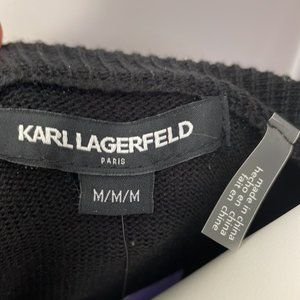 KARL LAGERFELD
PARIS
M/M/M
made in china
hecho en china
fait en chine